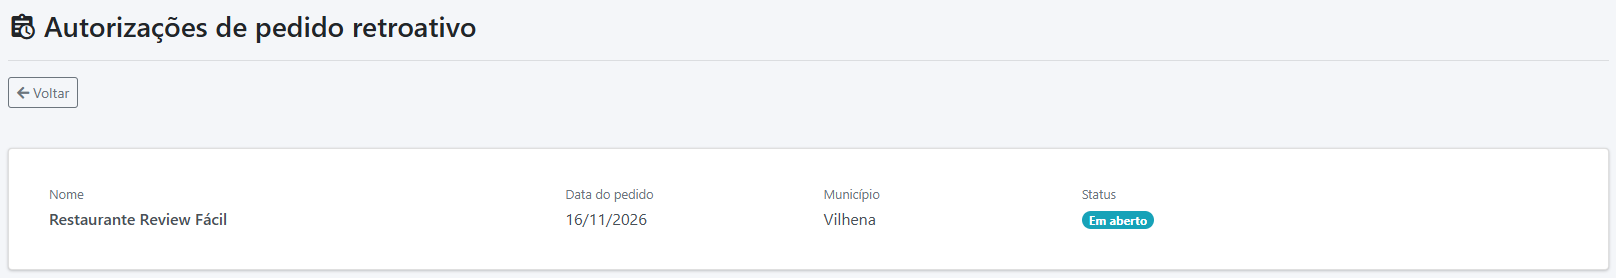 Autorizações de pedido retroativo
Voltar
Nome
Restaurante Review Fácil
Data do pedido
16/11/2026
Município
Vilhena
Status
Em aberto